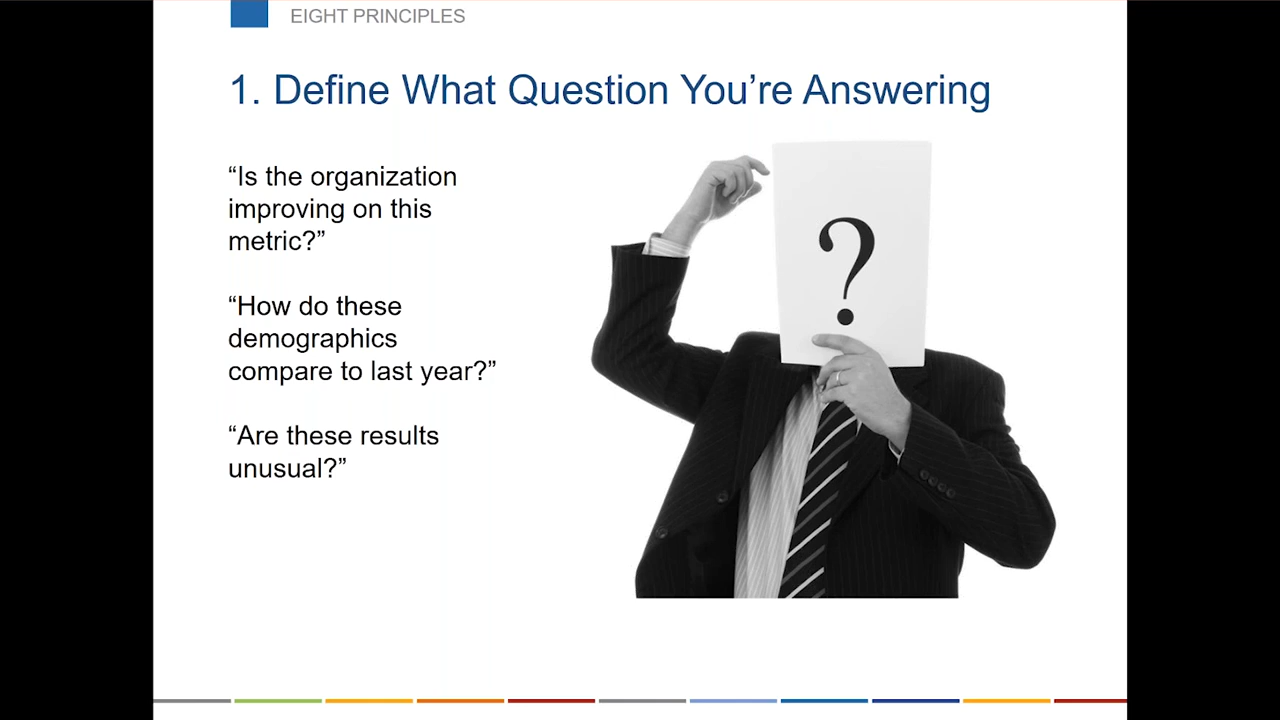 EIGHT PRINCIPLES
1. Define What Question You’re Answering
“Is the organization
improving on this
metric?”
“How do these
demographics
compare to last year?”
“Are these results
unusual?”
?